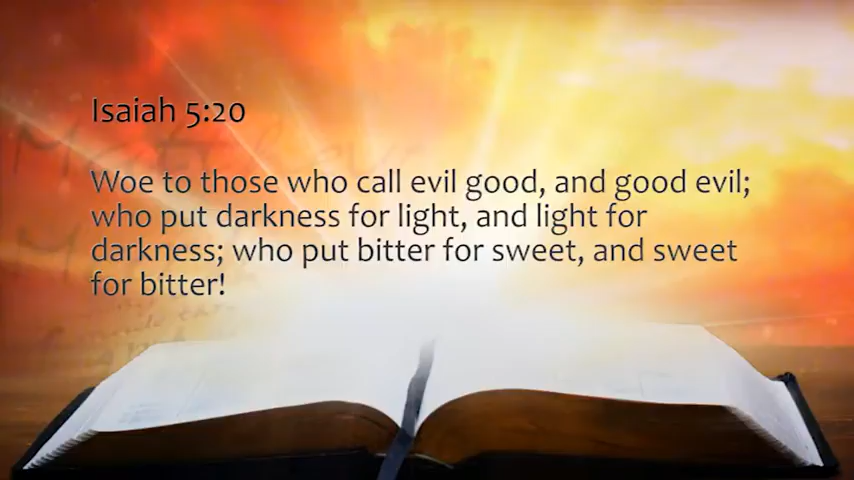 Isaiah 5:20
Woe to those who call evil good, and good evil;
who put darkness for light, and light for
darkness; who put bitter for sweet, and sweet
for bitter!